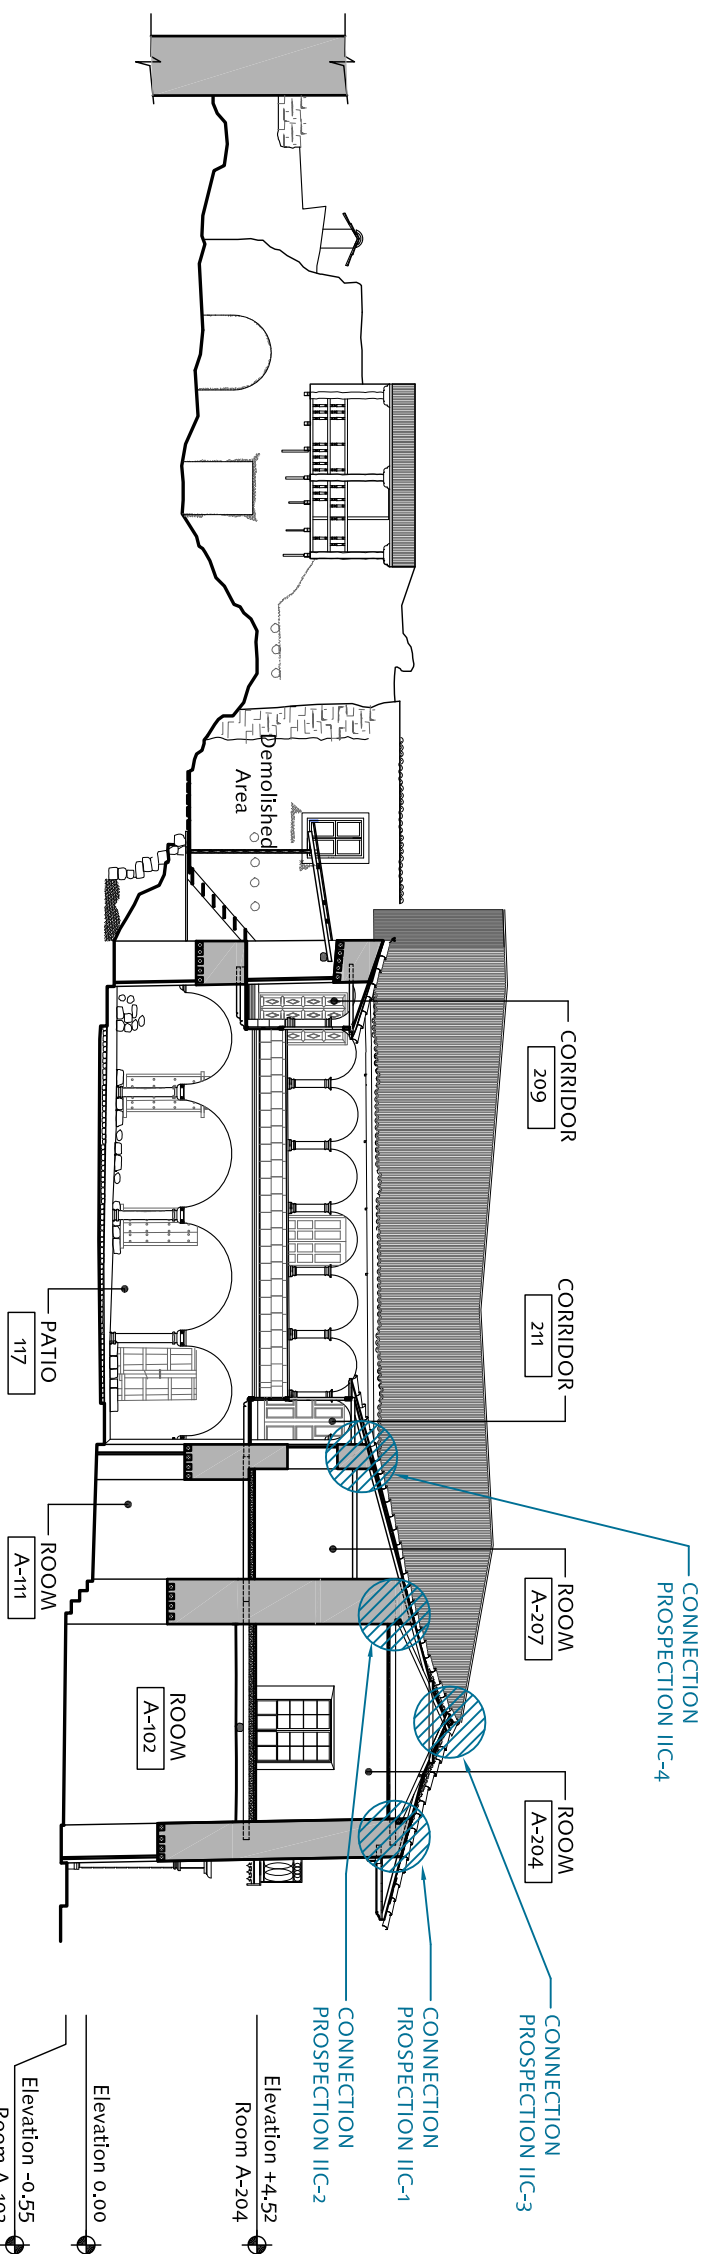 CONNECTION
PROSPECTION IIC-4
CORRIDOR
209
CORRIDOR
211
ROOM
A-207
ROOM
A-204
CONNECTION
PROSPECTION IIC-3
CONNECTION
PROSPECTION IIC-1
CONNECTION
PROSPECTION IIC-2
Demolished
Area
ROOM
A-102
PATIO
117
ROOM
A-111
Elevation +4.52
Room A-204
Elevation 0.00
Elevation -0.55